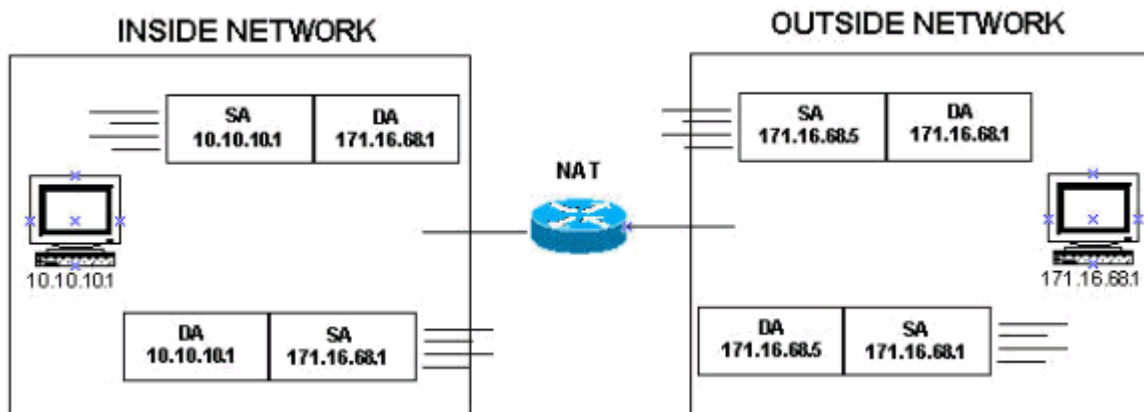 INSIDE NETWORK
OUTSIDE NETWORK
SA DA
10.10.10.1 171.16.68.1
SA DA
171.16.68.5 171.16.68.1
NAT
10.10.10.1
171.16.68.1
DA SA
10.10.10.1 171.16.68.1
DA SA
171.16.68.5 171.16.68.1